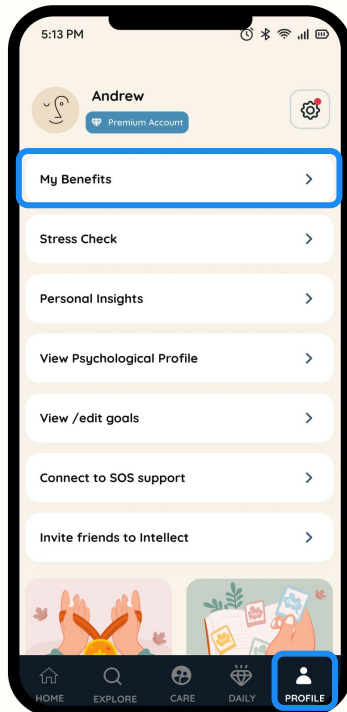 5:13 PM
Andrew
Premium Account
My Benefits
Stress Check
Personal Insights
View Psychological Profile
View /edit goals
Connect to SOS support
Invite friends to Intellect
HOME EXPLORE CARE DAILY PROFILE